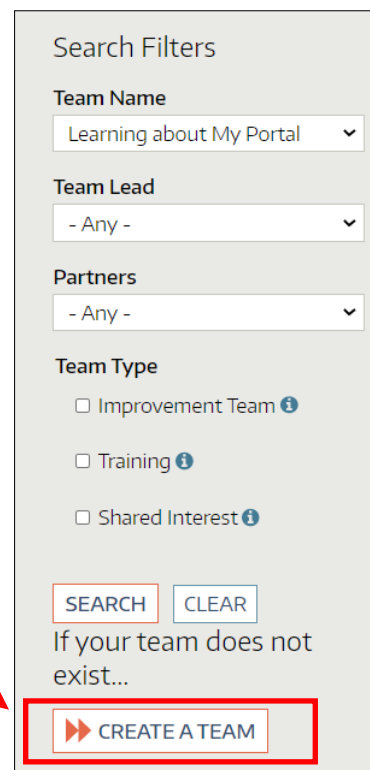 Search Filters
Team Name
Learning about My Portal
Team Lead
- Any -
Partners
- Any -
Team Type
Improvement Team
Training
Shared Interest
SEARCH CLEAR
If your team does not
exist...
CREATE A TEAM